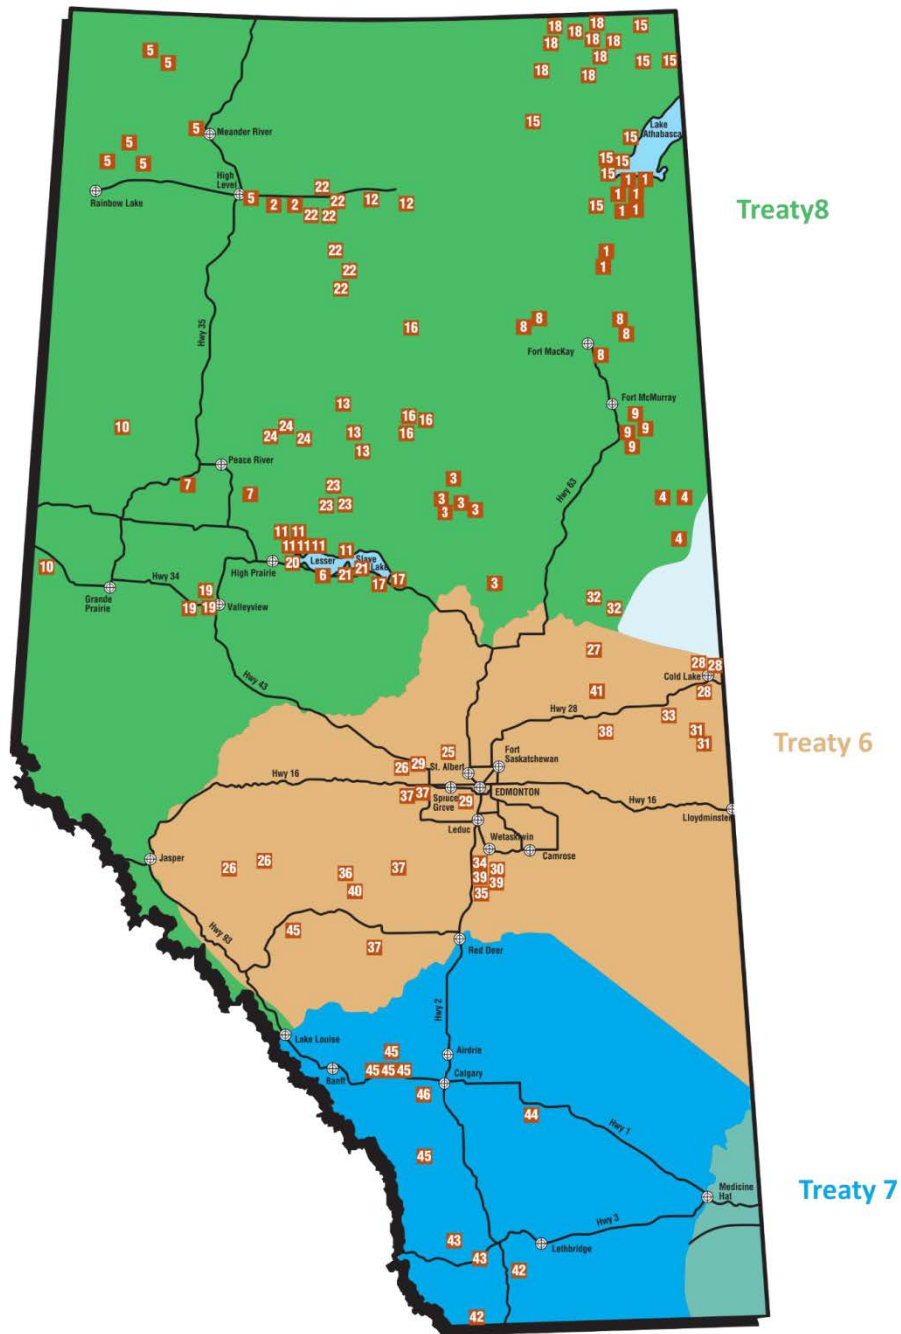 18
18
15
18
18
18
5
18
15
15
5
18
18
15
5
Meander River
15
Lake
Athabasca
5
5
5
15
15
15
High
Level
1
1
Rainbow Lake
22
5
2
2
22
12
12
1
1
15
1
1
22
22
Treaty8
22
1
22
1
22
Hwy 35
16
8
8
8
8
Fort MacKay
8
13
Fort McMurray
16
16
9
10
24
24
24
13
16
9
9
9
13
Peace River
7
7
23
23
23
3
3
3
3
3
Hwy 63
4
4
4
11
11
11
11
11
11
Lesser
Slave
Lake
10
High Prairie
20
6
21
21
17
17
3
Grande
Prairie
Hwy 34
19
19
19
Valleyview
32
32
27
28
28
Cold Lake
28
Hwy 43
41
Hwy 28
33
38
31
31
Treaty 6
25
26
29
St. Albert
Fort
Saskatchewan
Hwy 16
37
37
Spruce
Grove
29
EDMONTON
Hwy 16
Lloydminster
Leduc
Wetaskiwin
Camrose
Jasper
26
26
36
37
34
30
39
39
40
35
Hwy 93
45
37
Red Deer
Hwy 2
Lake Louise
45
Airdrie
Banff
45
45
45
Calgary
46
44
Hwy 1
45
Medicine
Hat
Treaty 7
Hwy 3
43
Lethbridge
43
42
42